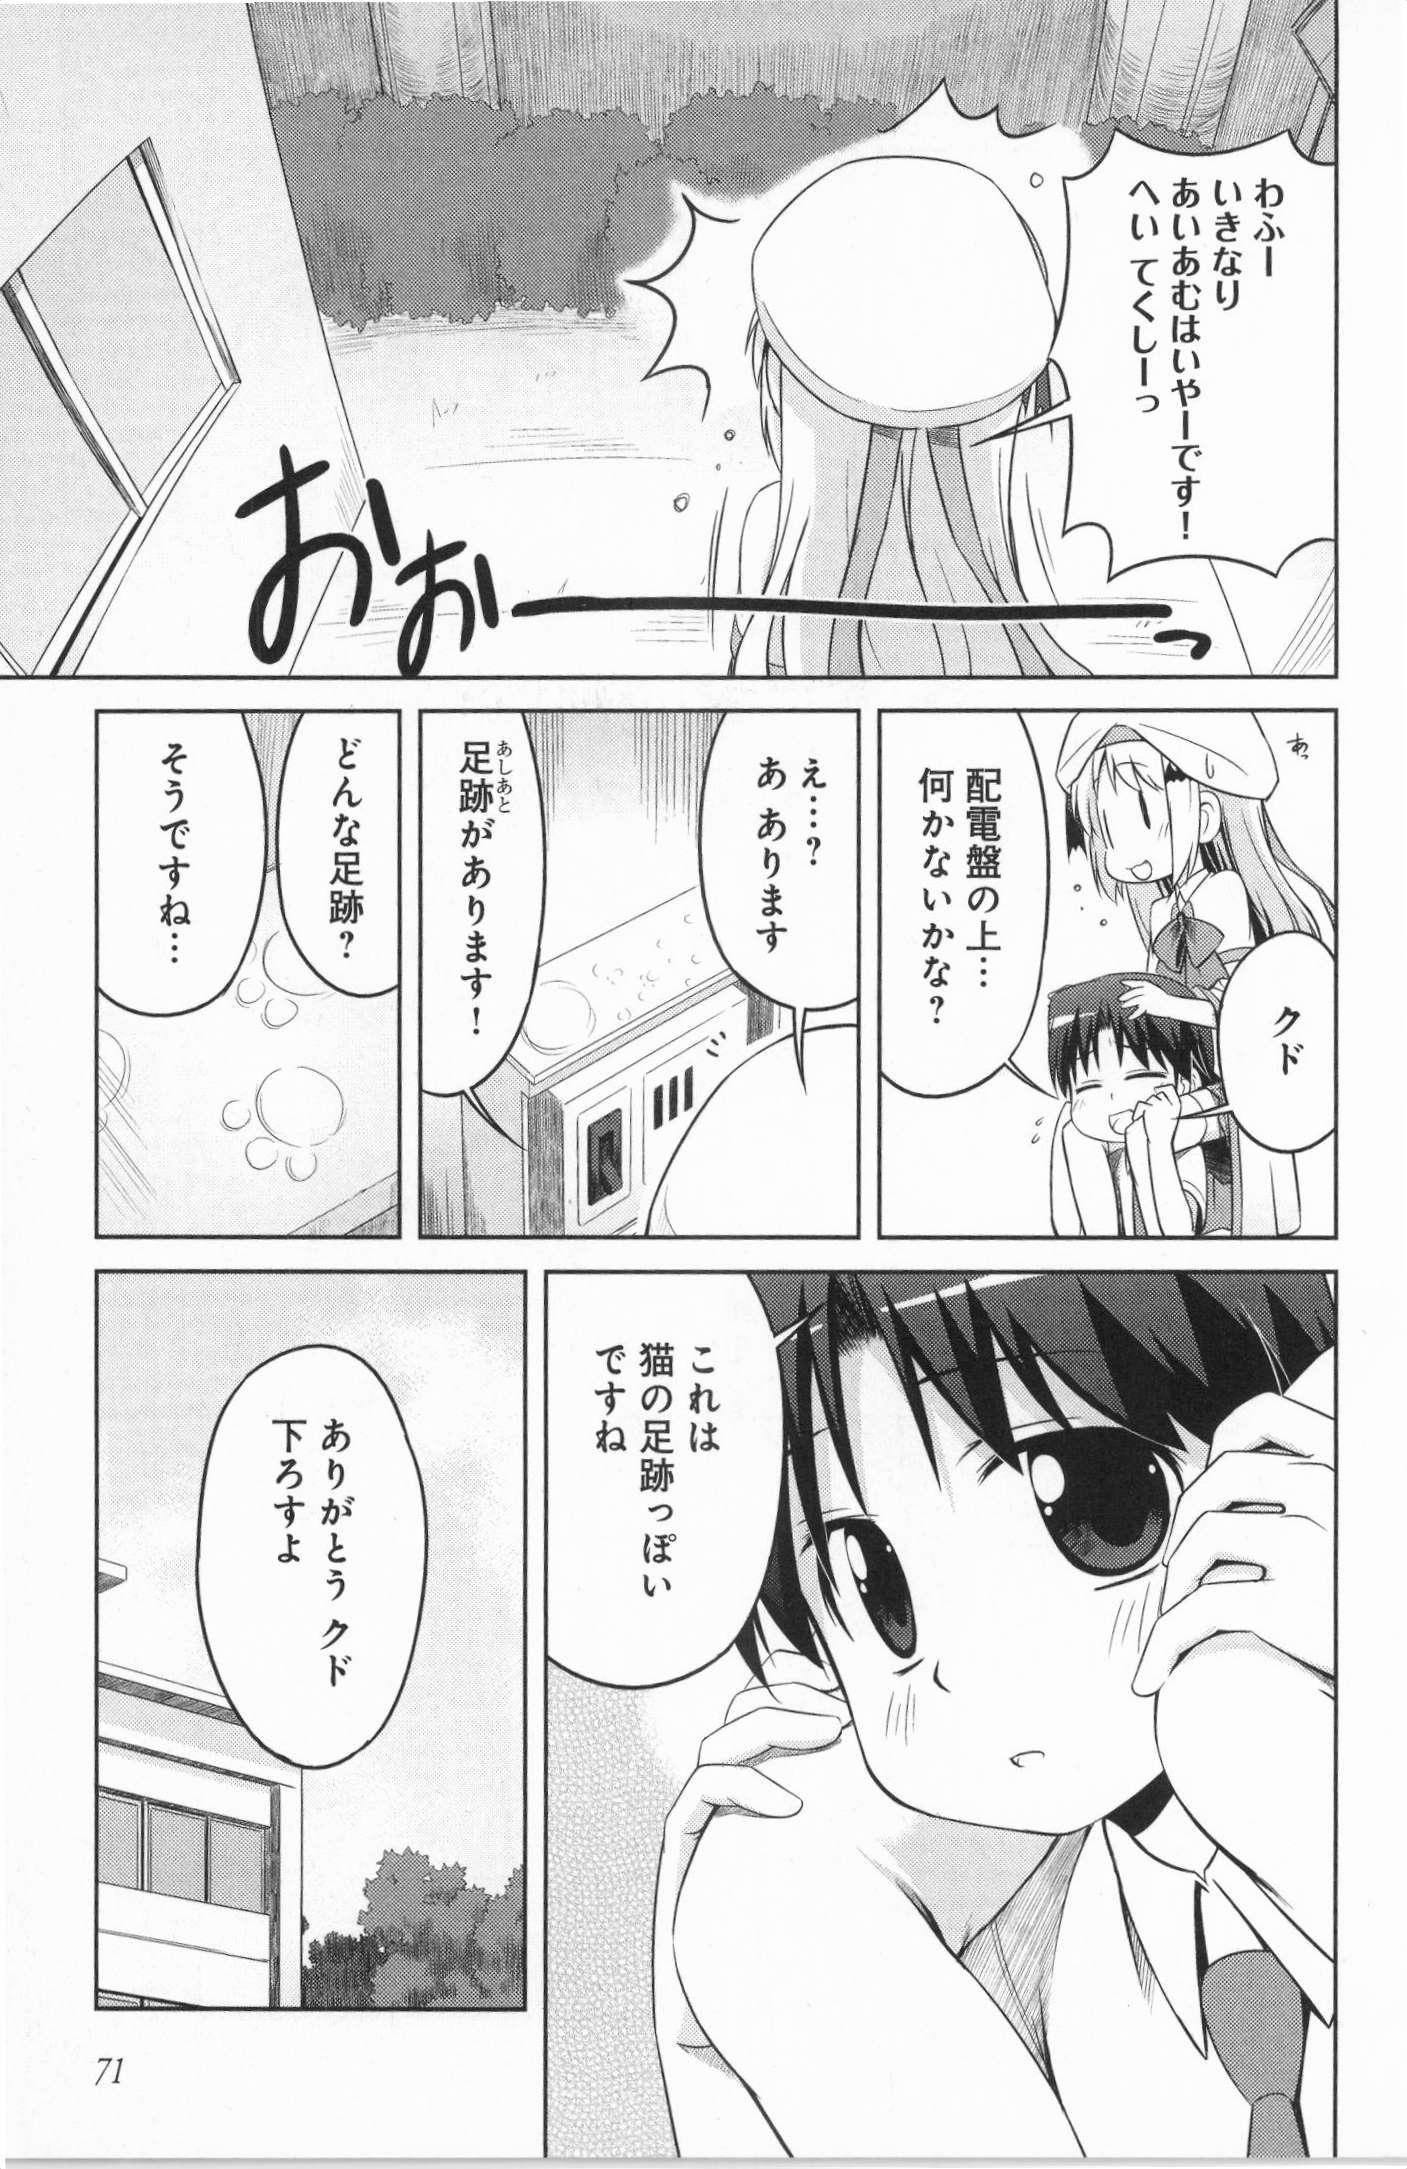 わふー
いきなり
あいあむはいやーです!
へい てくしーっ
おおーっ
あっ
クド
配電盤の上…
何かないかな?
え…?
あ あります
足跡があります!
あしあと
どんな足跡?
そうですね…
これは
猫の足跡っぽい
ですね
ありがとう クド
下ろすよ
71